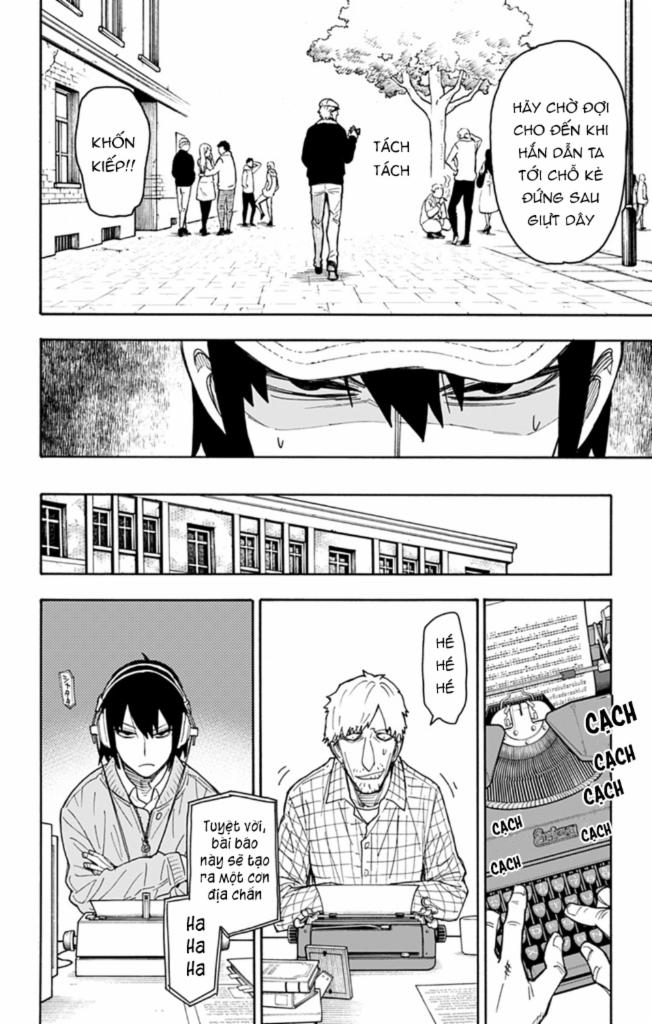 HÃY CHỜ ĐỢI
CHO ĐẾN KHI
HẮN DẪN TA
TỚI CHỖ KẺ
ĐỨNG SAU
GIỰT DÂY
TÁCH
TÁCH
KHỐN
KIẾP!!
CẠCH
CẠCH
CẠCH
CẠCH
CẠCH
HÉ
HÉ
HÉ
Tuyệt vời,
bài báo
này sẽ tạo
ra một cơn
địa chấn
Ha
Ha
Ha